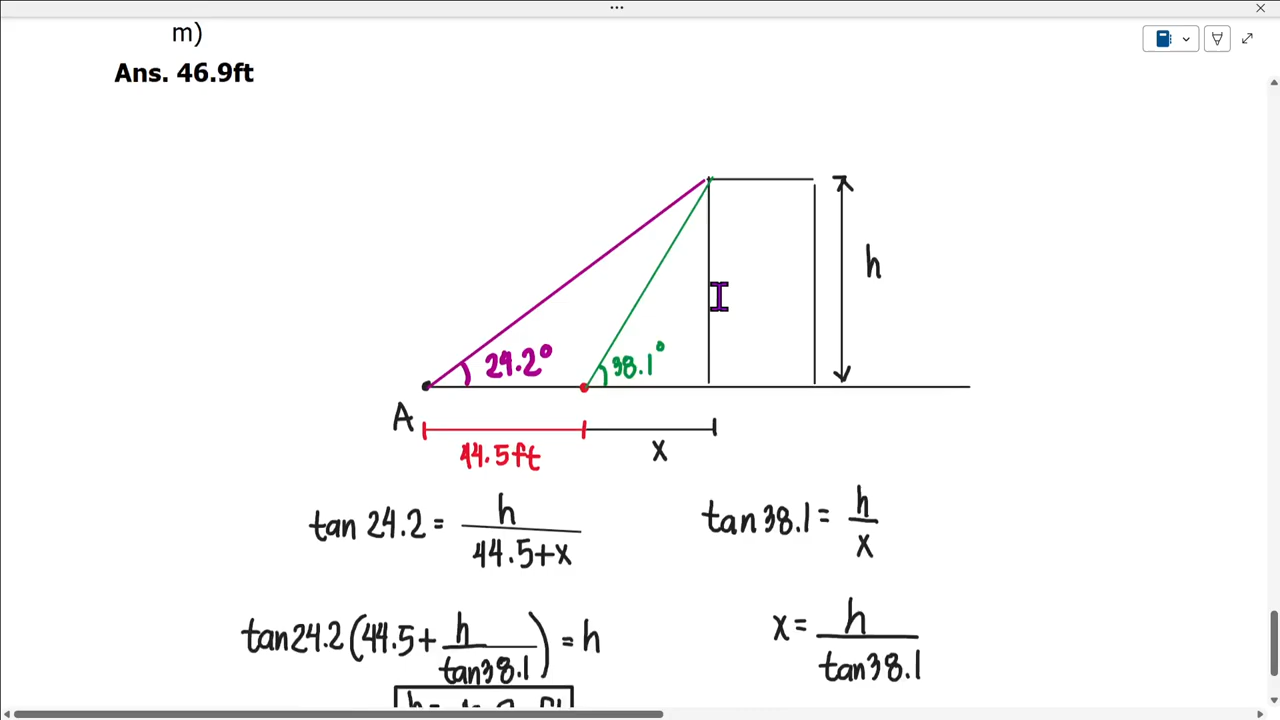 m)
Ans. 46.9ft
h
24.2°
38.1°
A
44.5ft
x
tan 24.2 = h / 44.5+x
tan 38.1 = h / x
tan24.2(44.5+ h / tan38.1) = h
x = h / tan38.1